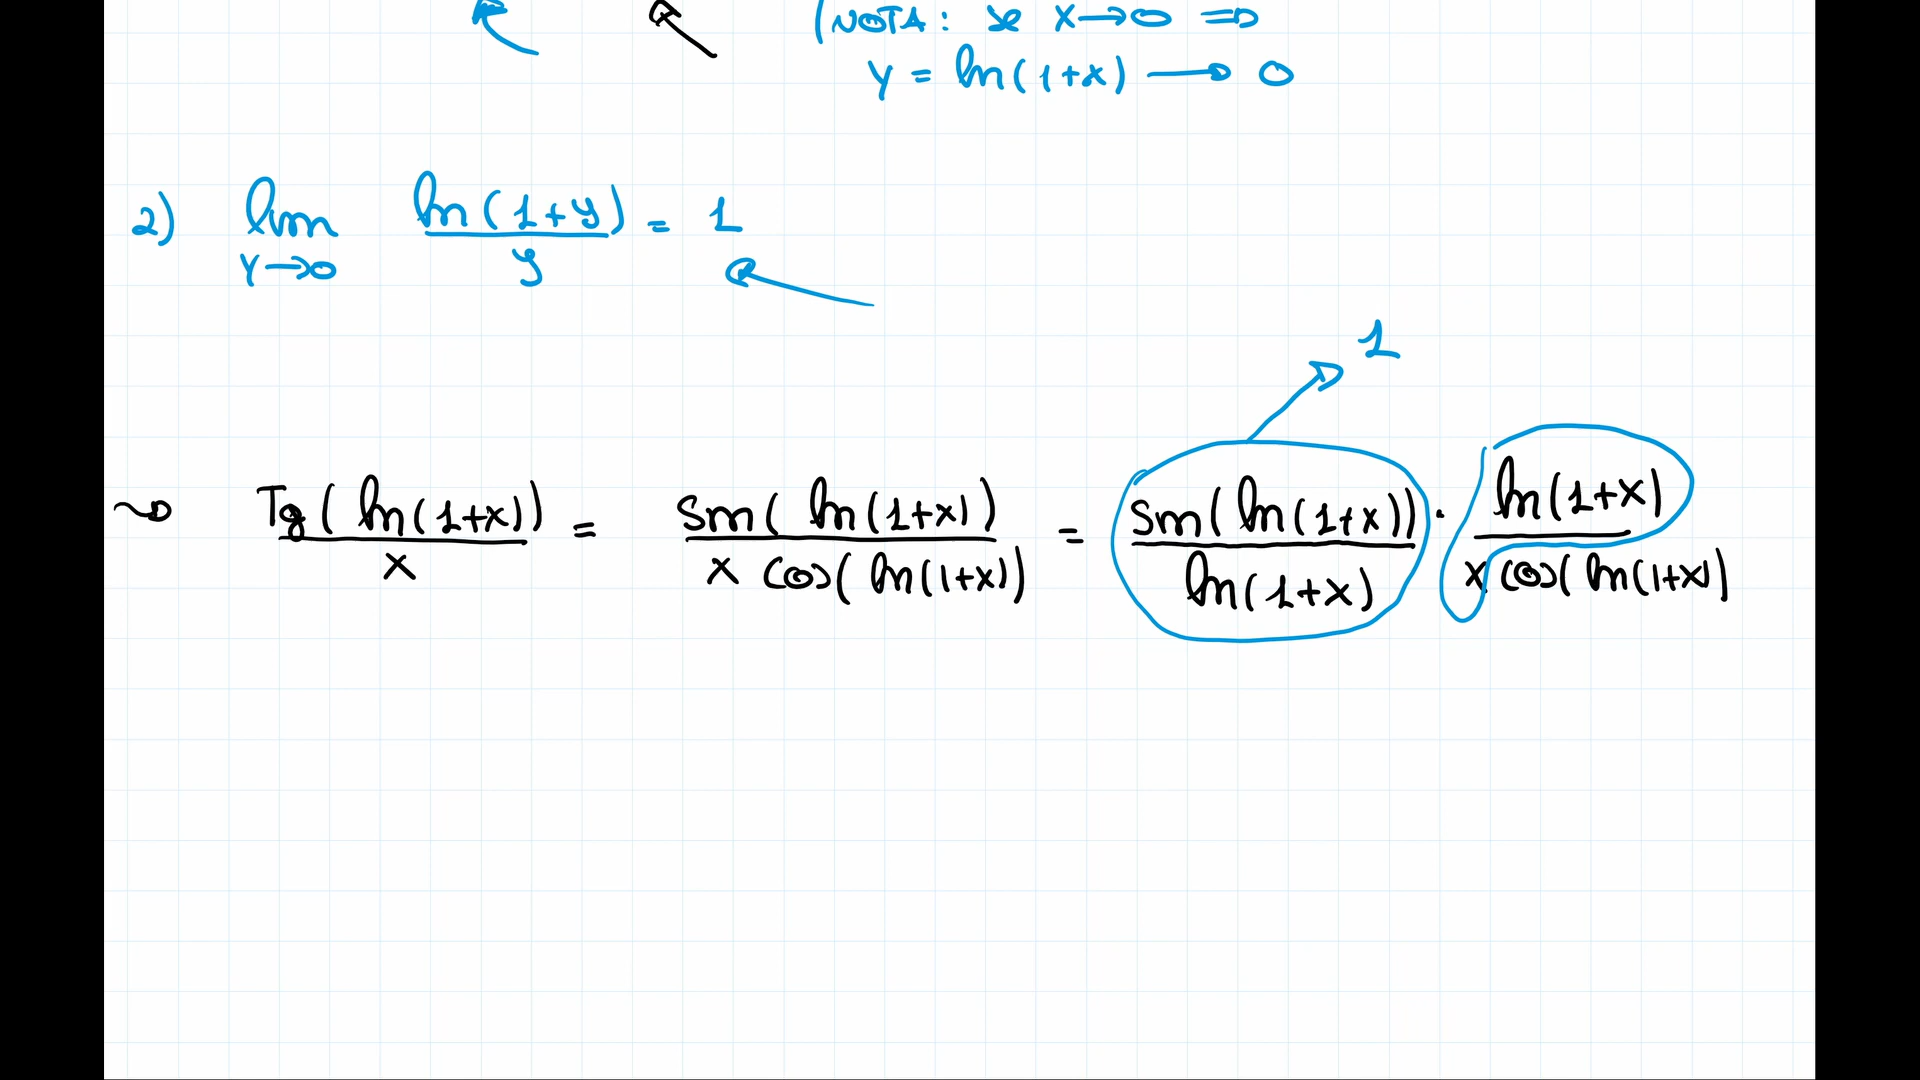 (NOTA: se x→0 ⇒
y = ln(1+x) → 0
2) lim y→0 ln(1+y)/y = 1
1
⇝ Tg(ln(1+x))/x = sin(ln(1+x))/(x cos(ln(1+x))) = sin(ln(1+x))/ln(1+x) · ln(1+x)/(x cos(ln(1+x)))